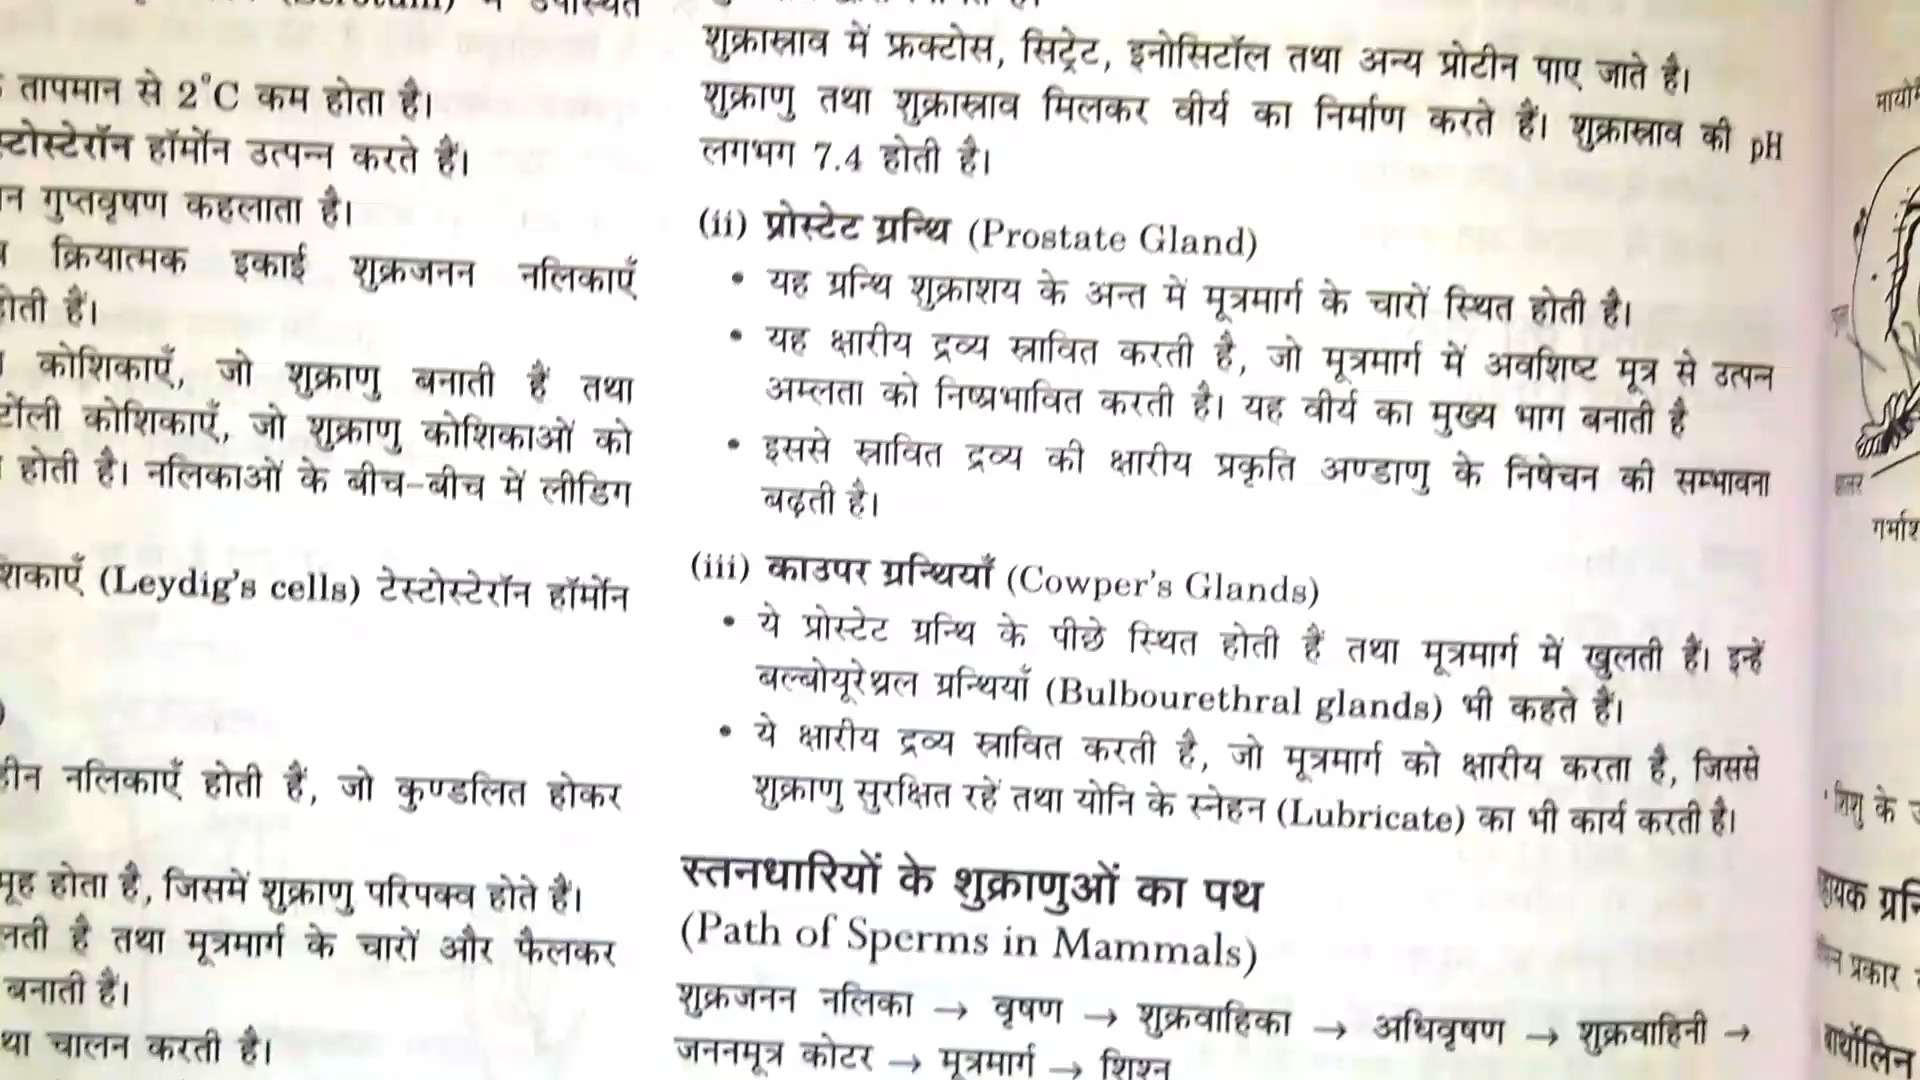 तापमान से 2°C कम होता है।
हॉर्मोन उत्पन्न करते हैं।
गुप्तवृषण कहलाता है।
क्रियात्मक इकाई शुक्रजनन नलिकाएँ
होती हैं।
कोशिकाएँ, जो शुक्राणु बनाती हैं तथा
कोशिकाएँ, जो शुक्राणु कोशिकाओं को
होती है। नलिकाओं के बीच-बीच में लीडिग
(Leydig's cells) टेस्टोस्टेरॉन हॉर्मोन
नलिकाएँ होती हैं, जो कुण्डलित होकर
होता है, जिसमें शुक्राणु परिपक्व होते हैं।
है तथा मूत्रमार्ग के चारों और फैलकर
बनाती हैं।
चालन करती है।
शुक्रास्राव में फ्रक्टोस, सिट्रेट, इनोसिटॉल तथा अन्य प्रोटीन पाए जाते है।
शुक्राणु तथा शुक्रास्राव मिलकर वीर्य का निर्माण करते हैं। शुक्रास्राव की pH
लगभग 7.4 होती है।
(ii) प्रोस्टेट ग्रन्थि (Prostate Gland)
• यह ग्रन्थि शुक्राशय के अन्त में मूत्रमार्ग के चारों स्थित होती है।
• यह क्षारीय द्रव्य स्रावित करती है, जो मूत्रमार्ग में अवशिष्ट मूत्र से उत्पन्न
अम्लता को निष्प्रभावित करती है। यह वीर्य का मुख्य भाग बनाती है
• इससे स्रावित द्रव्य की क्षारीय प्रकृति अण्डाणु के निषेचन की सम्भावना
बढ़ती है।
(iii) काउपर ग्रन्थियाँ (Cowper's Glands)
• ये प्रोस्टेट ग्रन्थि के पीछे स्थित होती हैं तथा मूत्रमार्ग में खुलती हैं। इन्हें
बल्बोयूरेथ्रल ग्रन्थियाँ (Bulbourethral glands) भी कहते हैं।
• ये क्षारीय द्रव्य स्रावित करती है, जो मूत्रमार्ग को क्षारीय करता है, जिससे
शुक्राणु सुरक्षित रहें तथा योनि के स्नेहन (Lubricate) का भी कार्य करती है।
स्तनधारियों के शुक्राणुओं का पथ
(Path of Sperms in Mammals)
शुक्रजनन नलिका → वृषण → शुक्रवाहिका → अधिवृषण → शुक्रवाहिनी →
जननमूत्र कोटर → मूत्रमार्ग → शिश्न
शिशु के
प्रकार